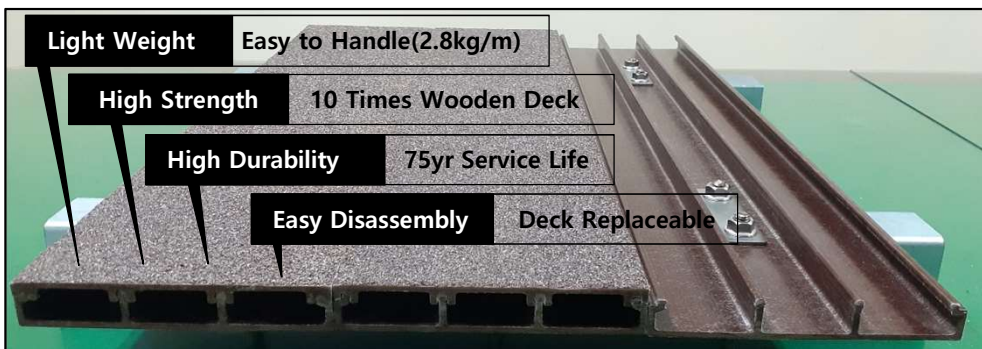 Light Weight Easy to Handle(2.8kg/m)
High Strength 10 Times Wooden Deck
High Durability 75yr Service Life
Easy Disassembly Deck Replaceable